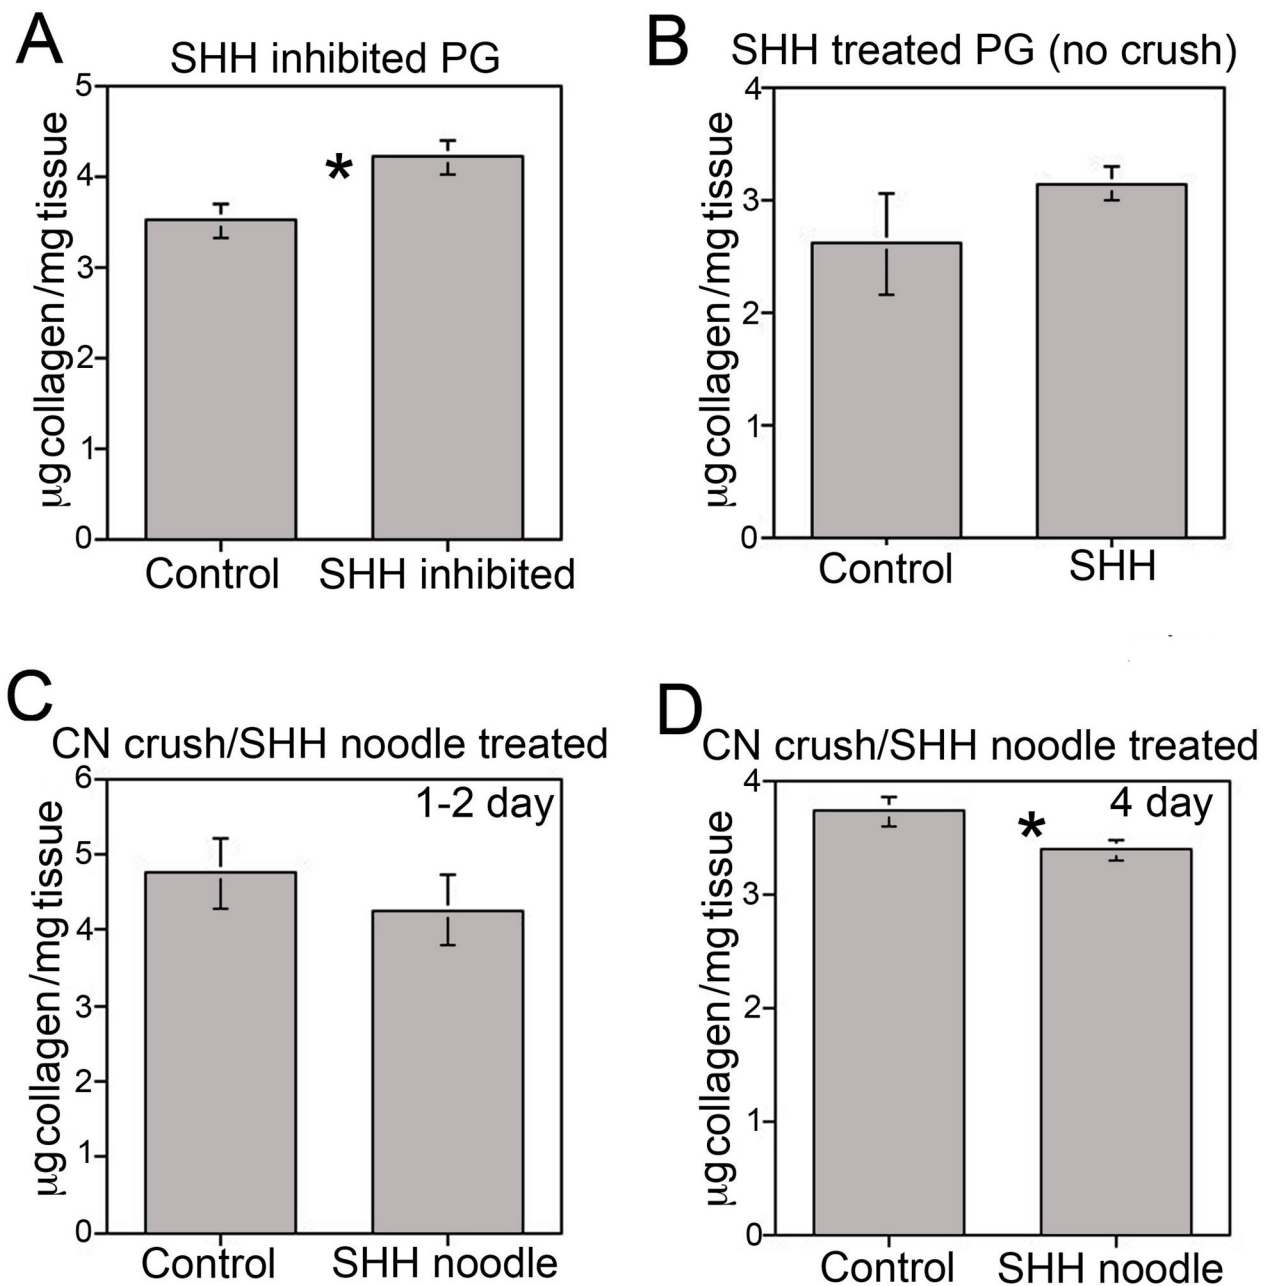 A
SHH inhibited PG
µg collagen/mg tissue
5
4
3
2
1
0
*
Control
SHH inhibited
B
SHH treated PG (no crush)
µg collagen/mg tissue
4
3
2
1
0
Control
SHH
C
CN crush/SHH noodle treated
1-2 day
µg collagen/mg tissue
6
5
4
3
2
1
0
Control
SHH noodle
D
CN crush/SHH noodle treated
4 day
µg collagen/mg tissue
4
3
2
1
0
*
Control
SHH noodle